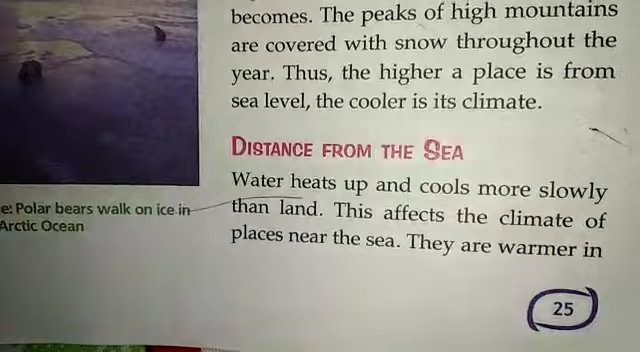 becomes. The peaks of high mountains
are covered with snow throughout the
year. Thus, the higher a place is from
sea level, the cooler is its climate.
DISTANCE FROM THE SEA
Water heats up and cools more slowly
than land. This affects the climate of
places near the sea. They are warmer in
e: Polar bears walk on ice in
Arctic Ocean
25